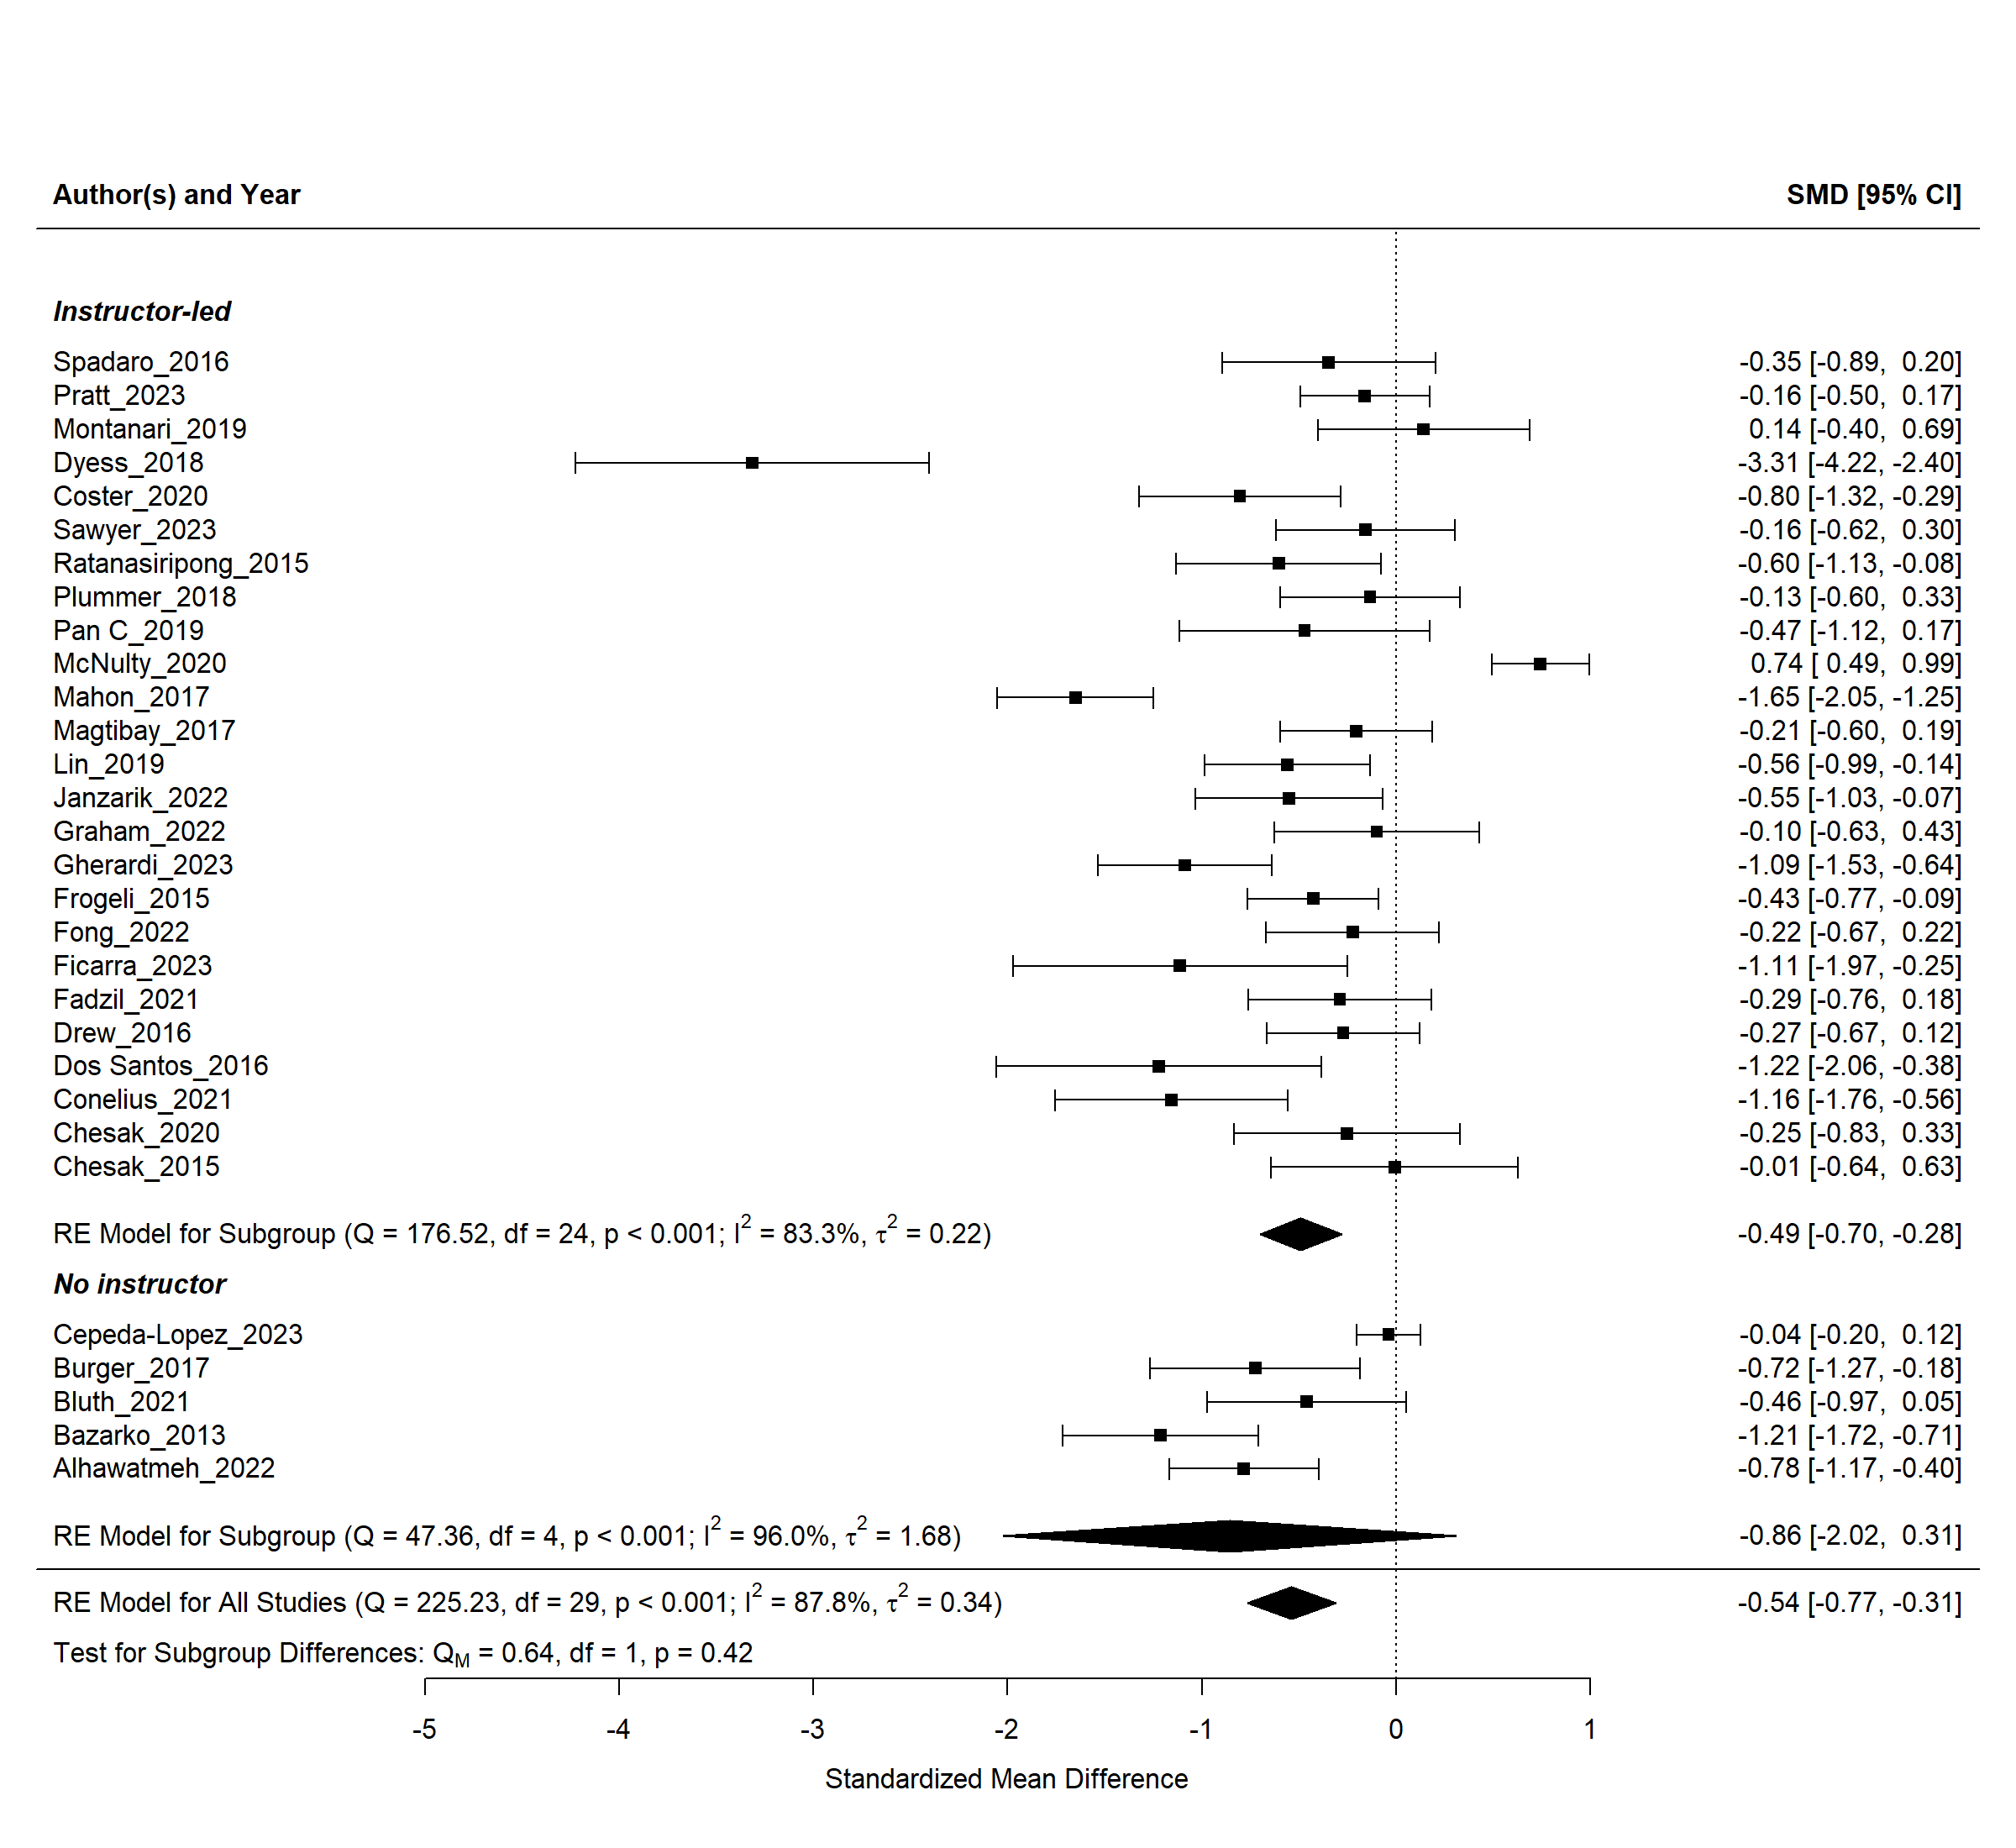 Author(s) and Year SMD [95% CI]
Instructor-led
Spadaro_2016 -0.35 [-0.89, 0.20]
Pratt_2023 -0.16 [-0.50, 0.17]
Montanari_2019 0.14 [-0.40, 0.69]
Dyess_2018 -3.31 [-4.22, -2.40]
Coster_2020 -0.80 [-1.32, -0.29]
Sawyer_2023 -0.16 [-0.62, 0.30]
Ratanasiripong_2015 -0.60 [-1.13, -0.08]
Plummer_2018 -0.13 [-0.60, 0.33]
Pan C_2019 -0.47 [-1.12, 0.17]
McNulty_2020 0.74 [ 0.49, 0.99]
Mahon_2017 -1.65 [-2.05, -1.25]
Magtibay_2017 -0.21 [-0.60, 0.19]
Lin_2019 -0.56 [-0.99, -0.14]
Janzarik_2022 -0.55 [-1.03, -0.07]
Graham_2022 -0.10 [-0.63, 0.43]
Gherardi_2023 -1.09 [-1.53, -0.64]
Frogeli_2015 -0.43 [-0.77, -0.09]
Fong_2022 -0.22 [-0.67, 0.22]
Ficarra_2023 -1.11 [-1.97, -0.25]
Fadzil_2021 -0.29 [-0.76, 0.18]
Drew_2016 -0.27 [-0.67, 0.12]
Dos Santos_2016 -1.22 [-2.06, -0.38]
Conelius_2021 -1.16 [-1.76, -0.56]
Chesak_2020 -0.25 [-0.83, 0.33]
Chesak_2015 -0.01 [-0.64, 0.63]
RE Model for Subgroup (Q = 176.52, df = 24, p < 0.001; I² = 83.3%, τ² = 0.22) -0.49 [-0.70, -0.28]
No instructor
Cepeda-Lopez_2023 -0.04 [-0.20, 0.12]
Burger_2017 -0.72 [-1.27, -0.18]
Bluth_2021 -0.46 [-0.97, 0.05]
Bazarko_2013 -1.21 [-1.72, -0.71]
Alhawatmeh_2022 -0.78 [-1.17, -0.40]
RE Model for Subgroup (Q = 47.36, df = 4, p < 0.001; I² = 96.0%, τ² = 1.68) -0.86 [-2.02, 0.31]
RE Model for All Studies (Q = 225.23, df = 29, p < 0.001; I² = 87.8%, τ² = 0.34) -0.54 [-0.77, -0.31]
Test for Subgroup Differences: Q_M = 0.64, df = 1, p = 0.42
-5 -4 -3 -2 -1 0 1
Standardized Mean Difference